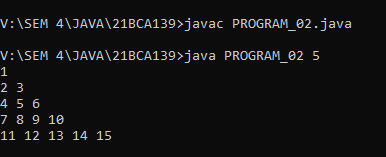 V:\SEM 4\JAVA\21BCA139>javac PROGRAM_02.java
V:\SEM 4\JAVA\21BCA139>java PROGRAM_02 5
1
2 3
4 5 6
7 8 9 10
11 12 13 14 15